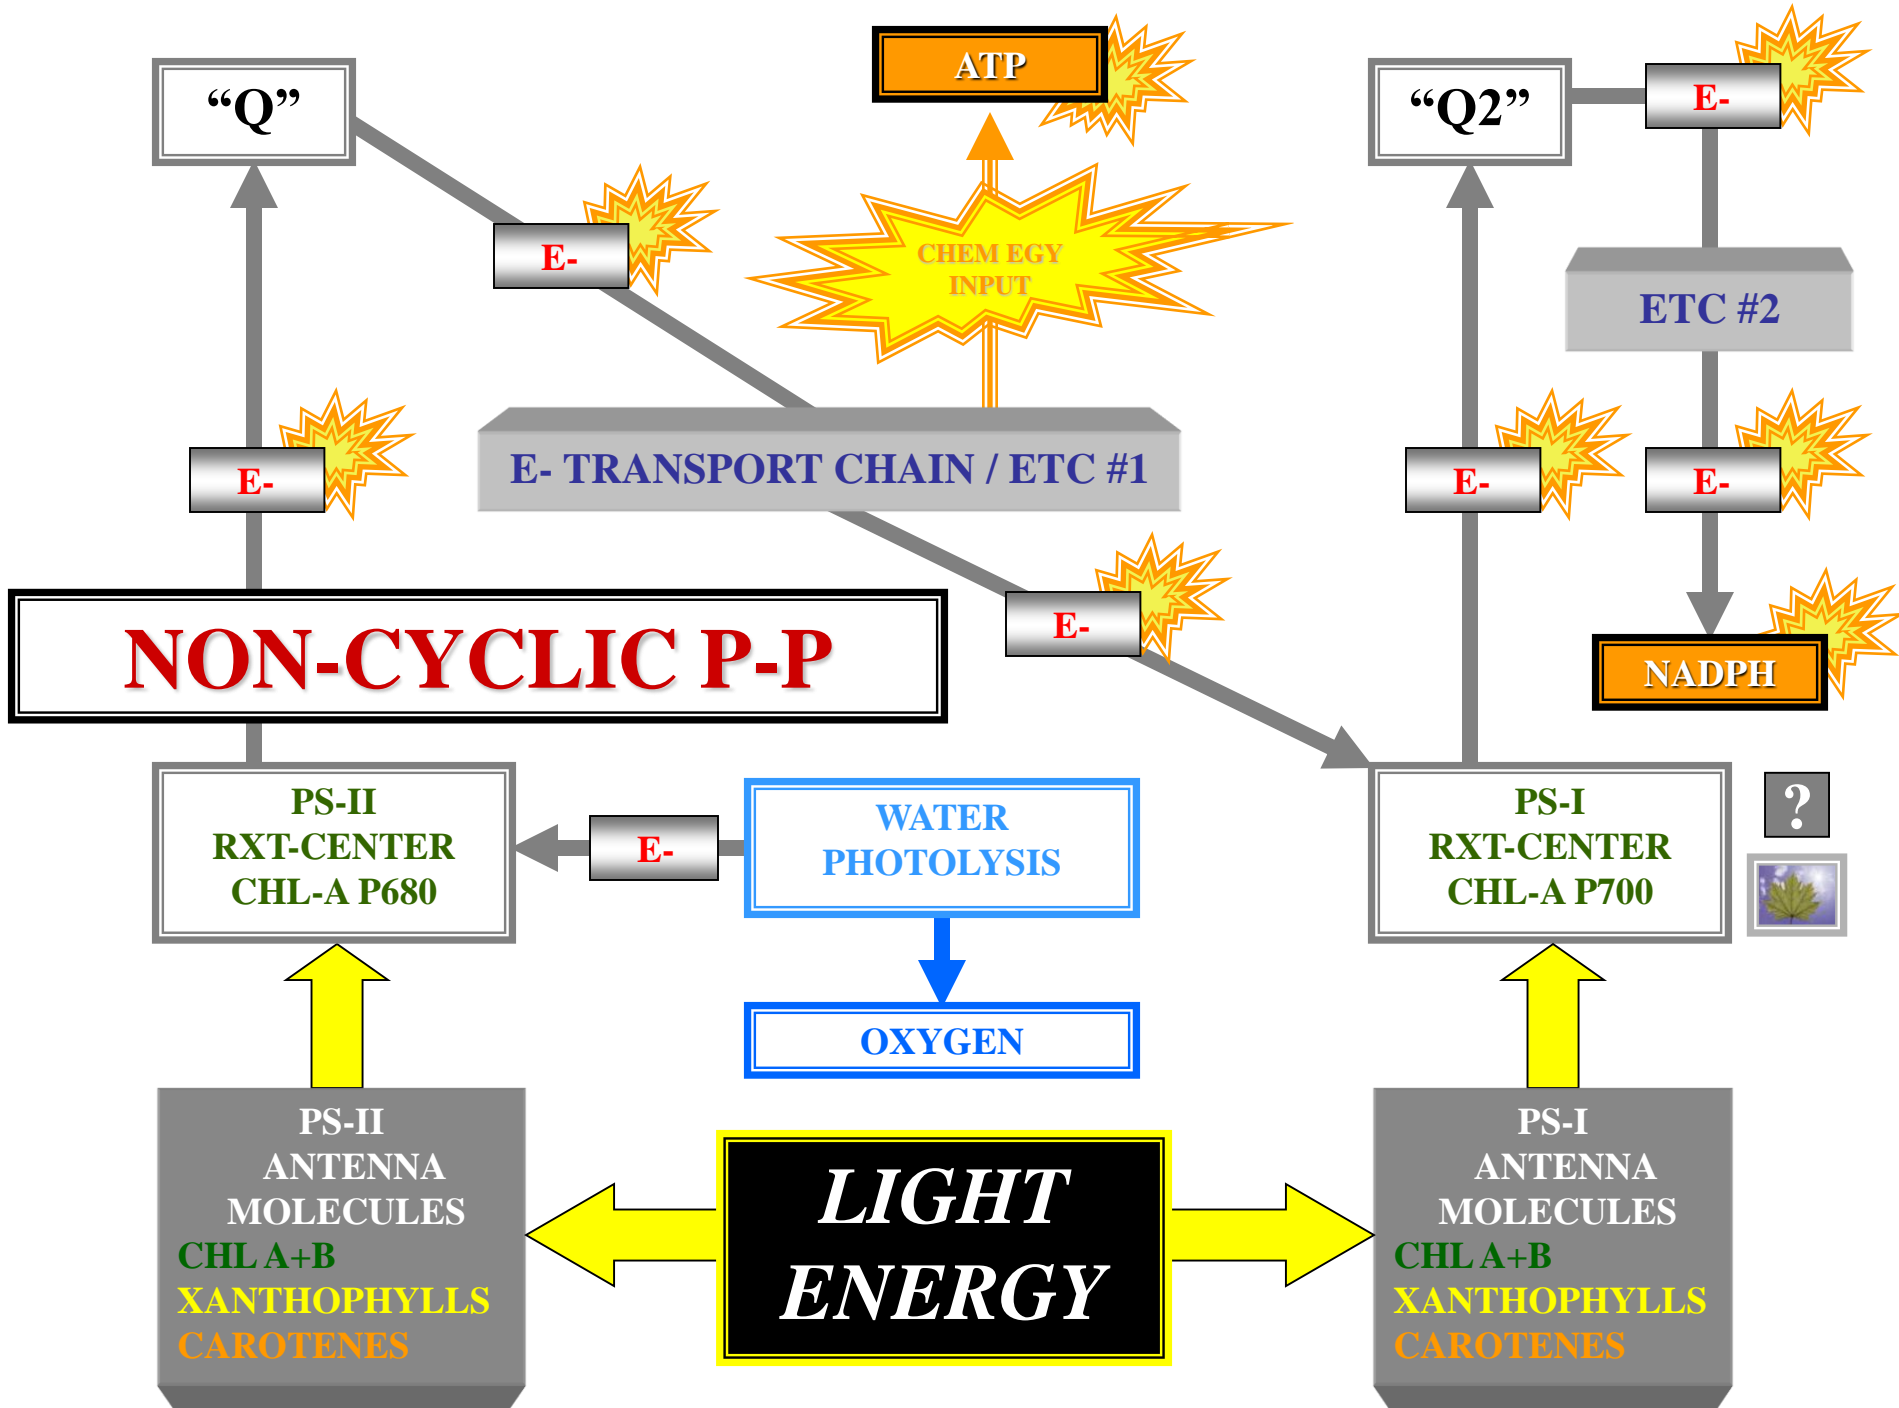 ATP
“Q”
“Q2”
E-
E-
CHEM EGY
INPUT
ETC #2
E- TRANSPORT CHAIN / ETC #1
E-
E-
E-
E-
NON-CYCLIC P-P
NADPH
PS-II
RXT-CENTER
CHL-A P680
E-
WATER
PHOTOLYSIS
PS-I
RXT-CENTER
CHL-A P700
?
OXYGEN
PS-II
ANTENNA
MOLECULES
CHL A+B
XANTHOPHYLLS
CAROTENES
LIGHT
ENERGY
PS-I
ANTENNA
MOLECULES
CHL A+B
XANTHOPHYLLS
CAROTENES